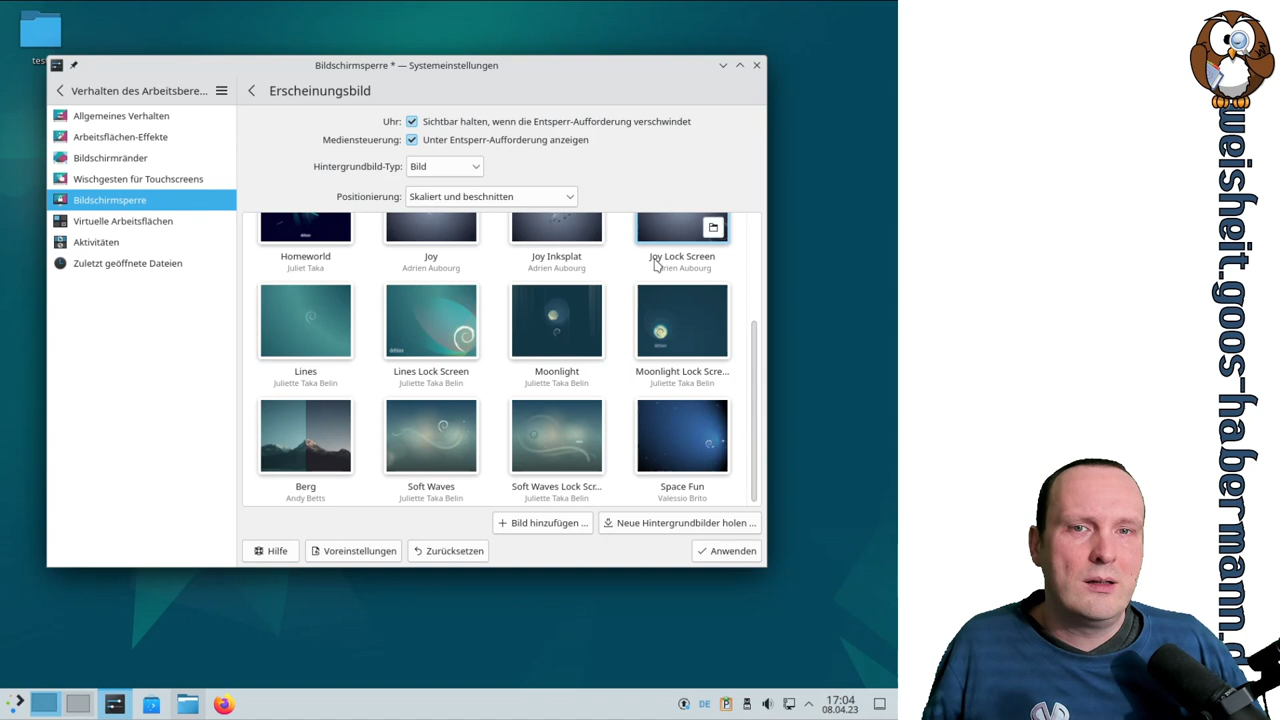 tes
Bildschirmsperre * — Systemeinstellungen
Verhalten des Arbeitsbere...
Erscheinungsbild
Allgemeines Verhalten
Arbeitsflächen-Effekte
Bildschirmränder
Wischgesten für Touchscreens
Bildschirmsperre
Virtuelle Arbeitsflächen
Aktivitäten
Zuletzt geöffnete Dateien
Uhr: Sichtbar halten, wenn die Entsperr-Aufforderung verschwindet
Mediensteuerung: Unter Entsperr-Aufforderung anzeigen
Hintergrundbild-Typ: Bild
Positionierung: Skaliert und beschnitten
Homeworld Joy Joy Inksplat Joy Lock Screen
Juliet Taka Adrien Aubourg Adrien Aubourg Adrien Aubourg
Lines Lines Lock Screen Moonlight Moonlight Lock Scre...
Juliette Taka Belin Juliette Taka Belin Juliette Taka Belin Juliette Taka Belin
Berg Soft Waves Soft Waves Lock Scr... Space Fun
Andy Betts Juliette Taka Belin Juliette Taka Belin Valessio Brito
Bild hinzufügen ... Neue Hintergrundbilder holen ...
Hilfe Voreinstellungen Zurücksetzen Anwenden
DE
17:04
08.04.23
weisheit.goos-habermann.d